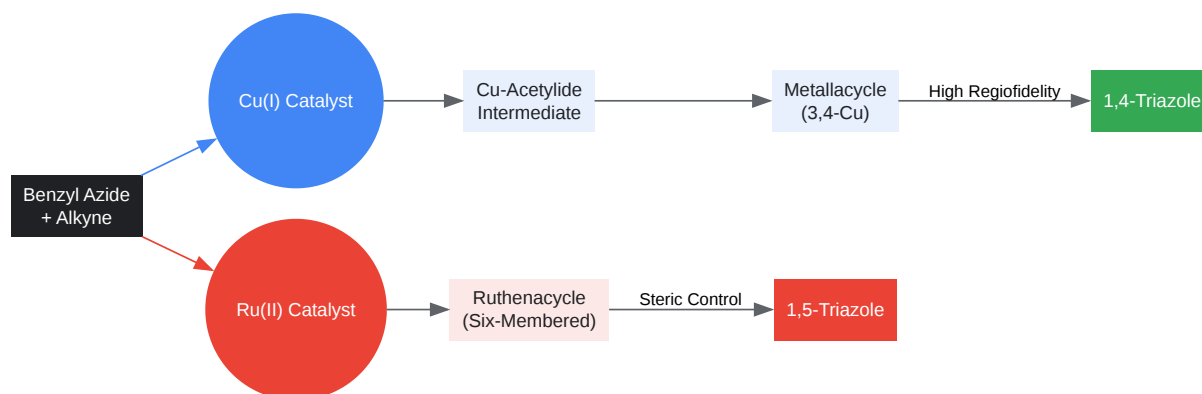 Benzyl Azide
+ Alkyne
Cu(I) Catalyst
Cu-Acetylide
Intermediate
Metallacycle
(3,4-Cu)
High Regiofidelity
1,4-Triazole
Ru(II) Catalyst
Ruthenacycle
(Six-Membered)
Steric Control
1,5-Triazole